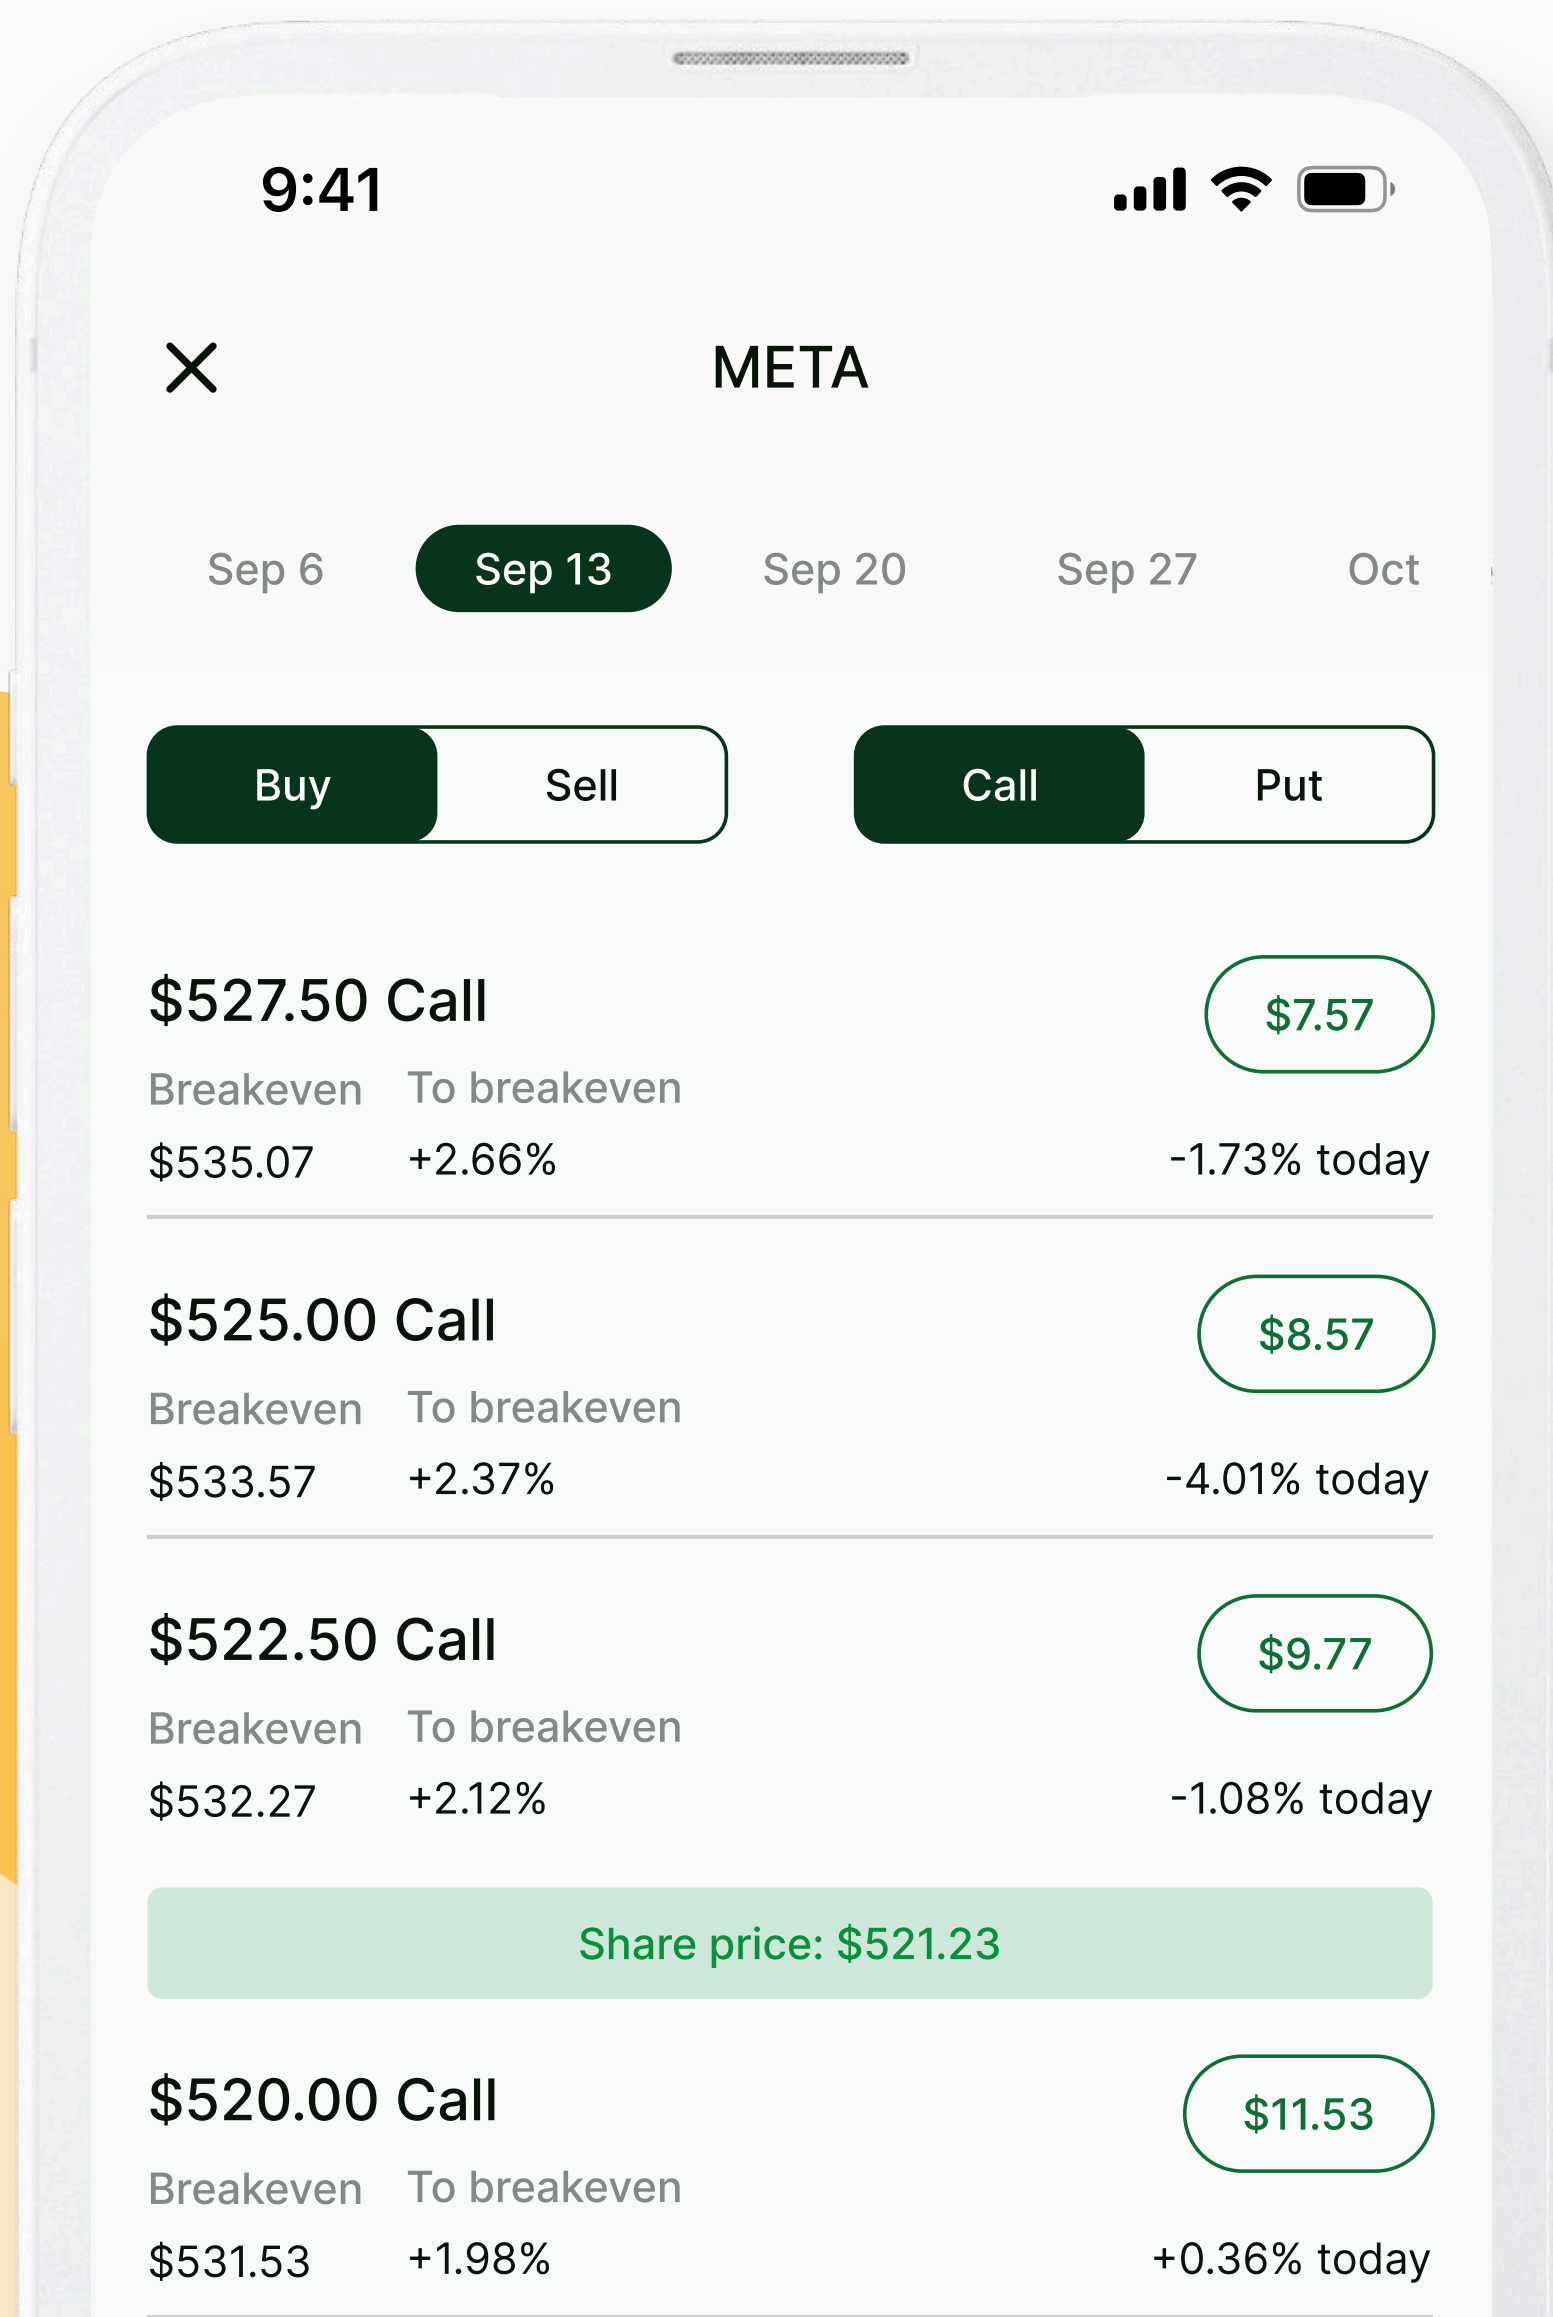 9:41
META
Sep 6 Sep 13 Sep 20 Sep 27 Oct
Buy Sell Call Put
$527.50 Call $7.57
Breakeven To breakeven
$535.07 +2.66% -1.73% today
$525.00 Call $8.57
Breakeven To breakeven
$533.57 +2.37% -4.01% today
$522.50 Call $9.77
Breakeven To breakeven
$532.27 +2.12% -1.08% today
Share price: $521.23
$520.00 Call $11.53
Breakeven To breakeven
$531.53 +1.98% +0.36% today